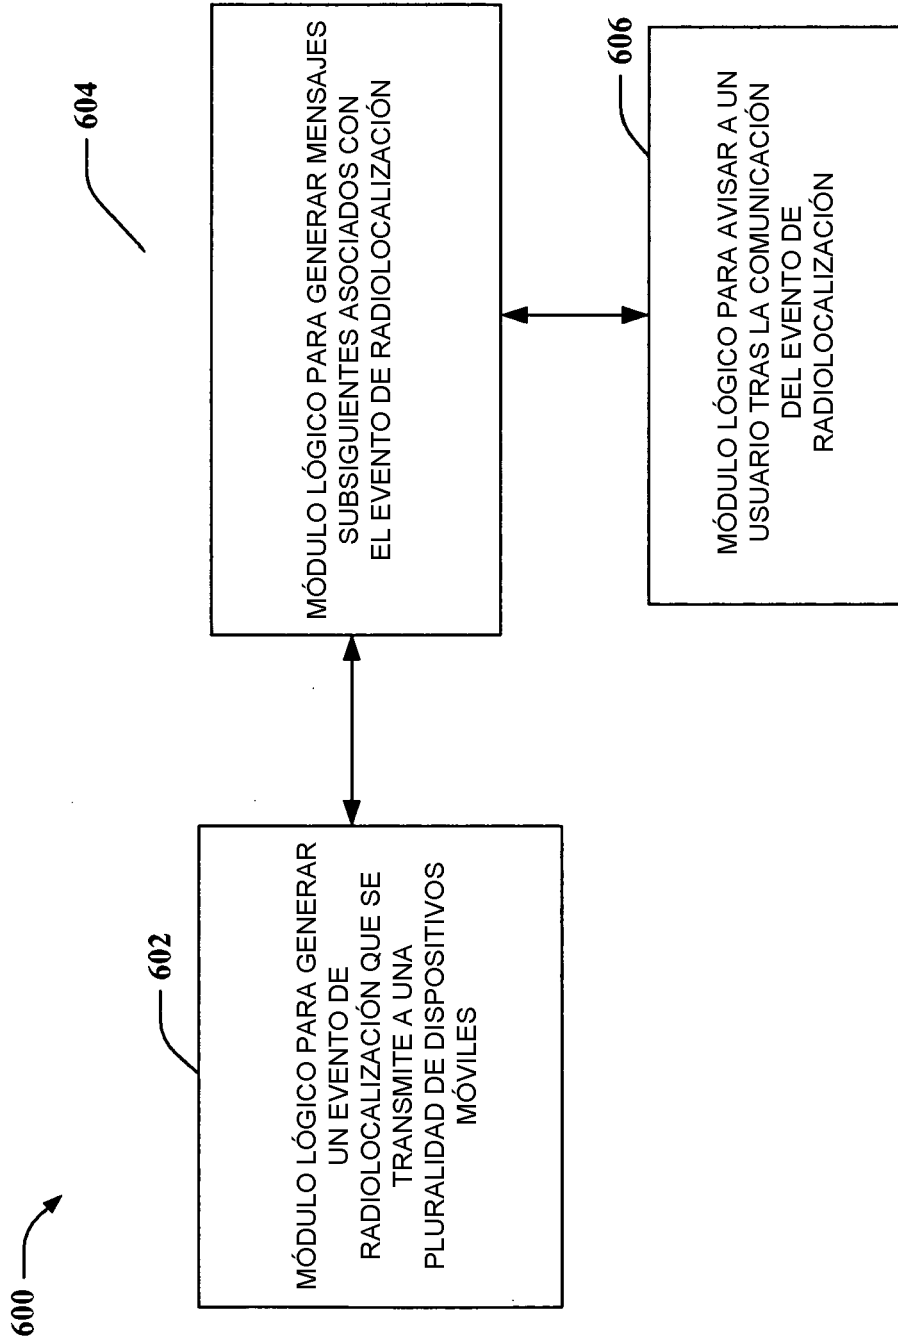 600
602
MÓDULO LÓGICO PARA GENERAR
UN EVENTO DE
RADIOLOCALIZACIÓN QUE SE
TRANSMITE A UNA
PLURALIDAD DE DISPOSITIVOS
MÓVILES
604
MÓDULO LÓGICO PARA GENERAR MENSAJES
SUBSIGUIENTES ASOCIADOS CON
EL EVENTO DE RADIOLOCALIZACIÓN
606
MÓDULO LÓGICO PARA AVISAR A UN
USUARIO TRAS LA COMUNICACIÓN
DEL EVENTO DE
RADIOLOCALIZACIÓN